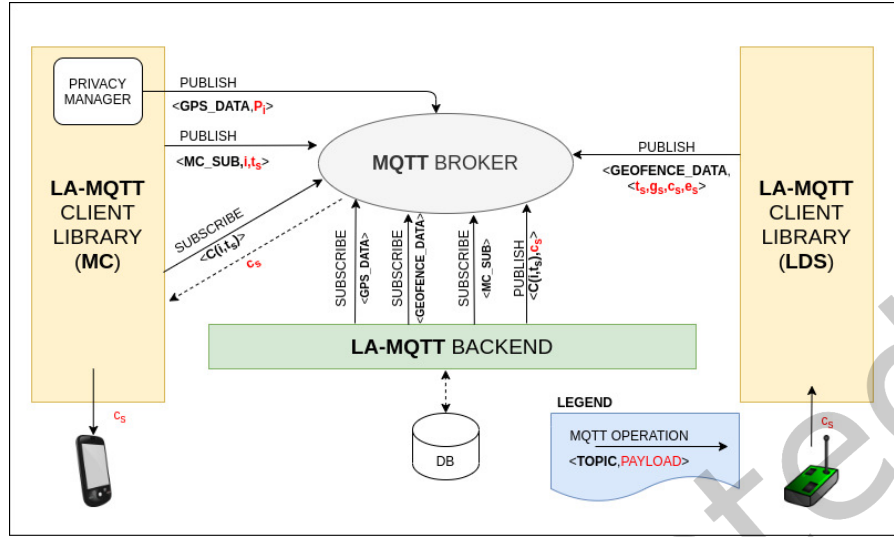 PRIVACY
MANAGER
PUBLISH
<GPS_DATA,Pi>
PUBLISH
<MC_SUB,i,ts>
LA-MQTT
CLIENT
LIBRARY
(MC)
SUBSCRIBE
<C(i,ts)>
cs
MQTT BROKER
PUBLISH
<GEOFENCE_DATA,
<ts,gs,cs,es>
LA-MQTT
CLIENT
LIBRARY
(LDS)
SUBSCRIBE
<GPS_DATA>
SUBSCRIBE
<GEOFENCE_DATA>
SUBSCRIBE
<MC_SUB>
PUBLISH
<C(i,ts),cs>
LA-MQTT BACKEND
cs
DB
LEGEND
MQTT OPERATION
<TOPIC,PAYLOAD>
cs